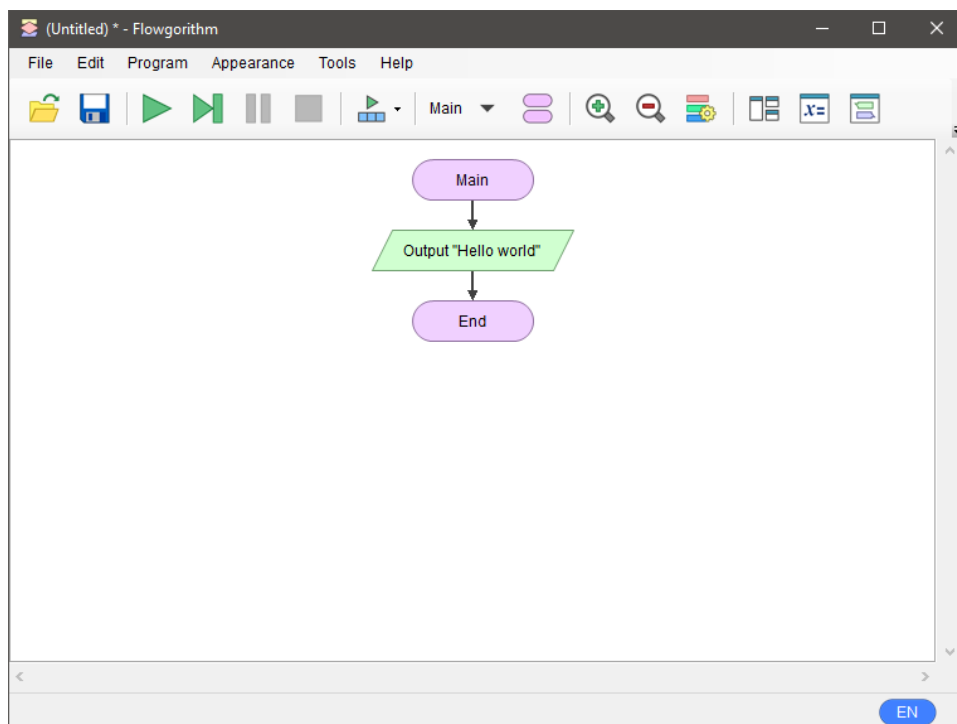 (Untitled) * - Flowgorithm
File Edit Program Appearance Tools Help
Main
x=
Main
Output "Hello world"
End
EN